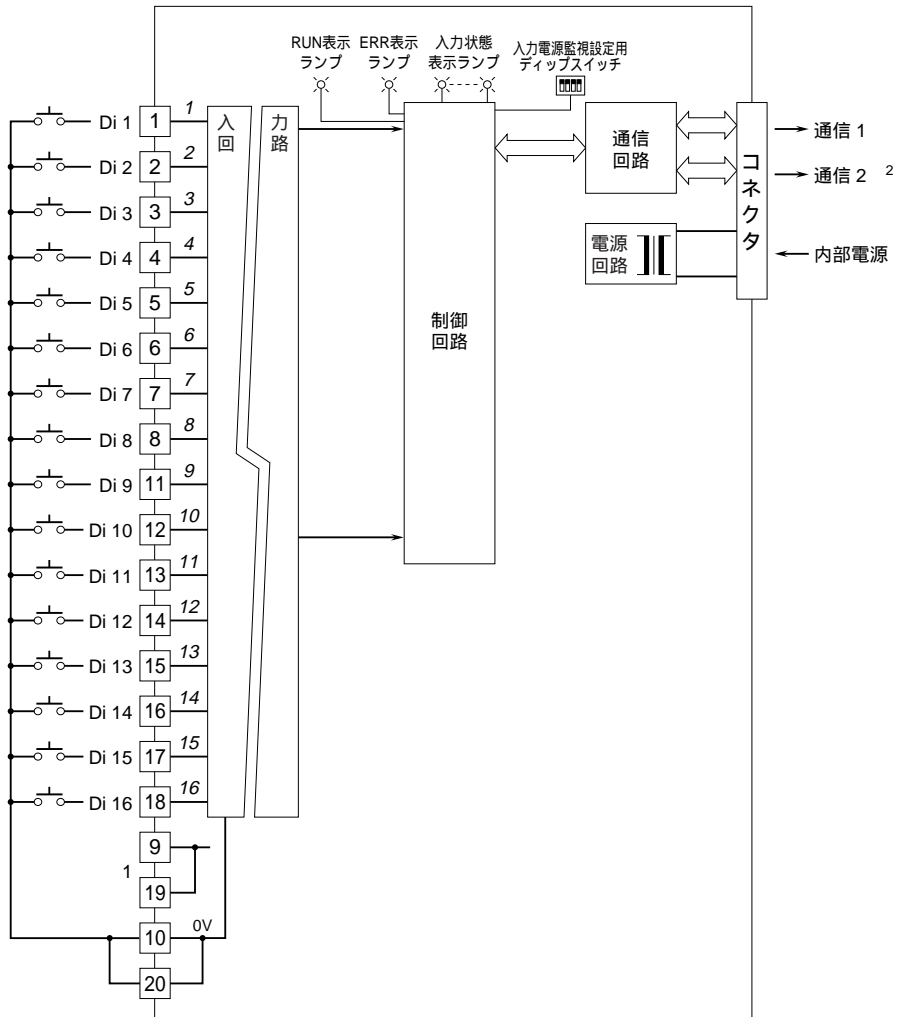 RUN表示
ランプ
ERR表示
ランプ
入力状態
表示ランプ
入力電源監視設定用
ディップスイッチ
入力
回路
制御
回路
通信
回路
電源
回路
コネクタ
通信 1
通信 2 2
内部電源
Di 1 1 1
Di 2 2 2
Di 3 3 3
Di 4 4 4
Di 5 5 5
Di 6 6 6
Di 7 7 7
Di 8 8 8
Di 9 11 9
Di 10 12 10
Di 11 13 11
Di 12 14 12
Di 13 15 13
Di 14 16 14
Di 15 17 15
Di 16 18 16
9
1
19
10 0V
20